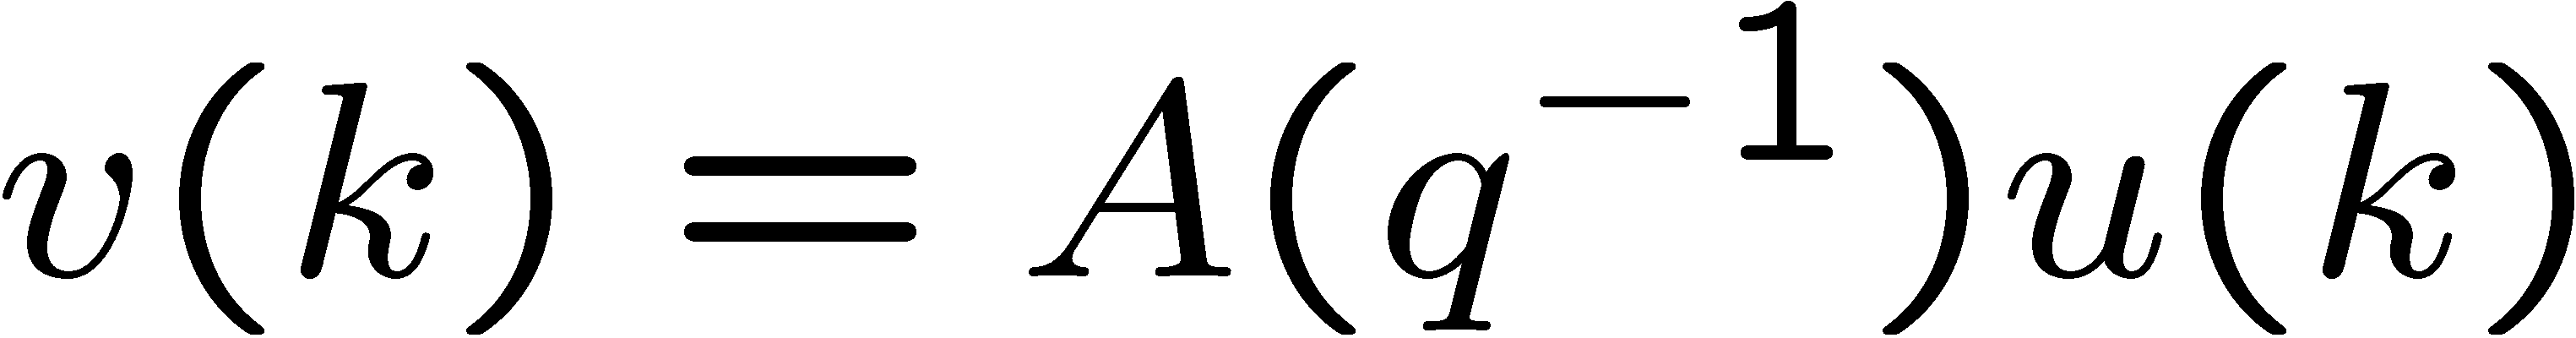 v(k) = A(q⁻¹)u(k)